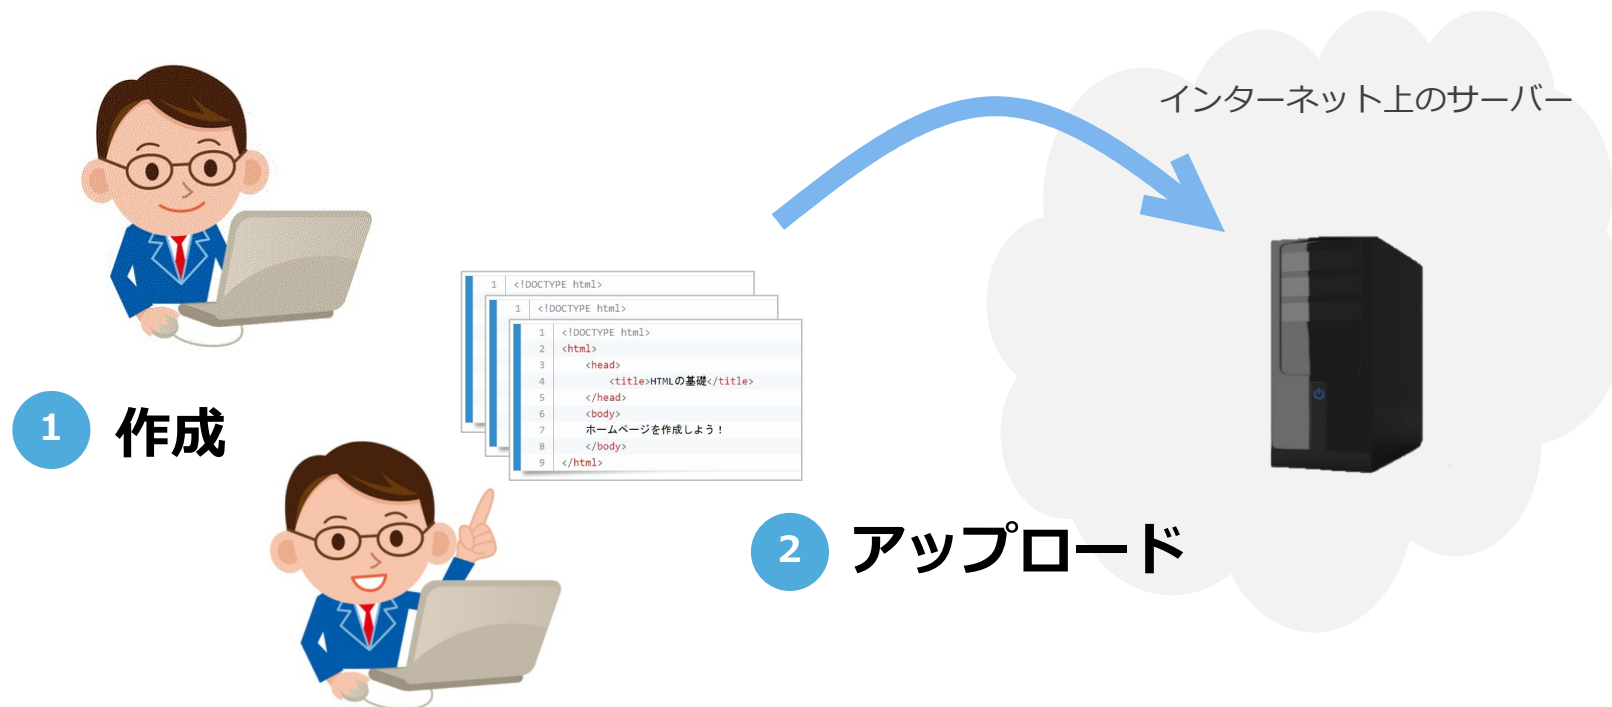 インターネット上のサーバー
1 <!DOCTYPE html>
1 <!DOCTYPE html>
1 <!DOCTYPE html>
2 <html>
3 <head>
4 <title>HTMLの基礎</title>
5 </head>
6 <body>
7 ホームページを作成しよう！
8 </body>
9 </html>
1 作成
2 アップロード